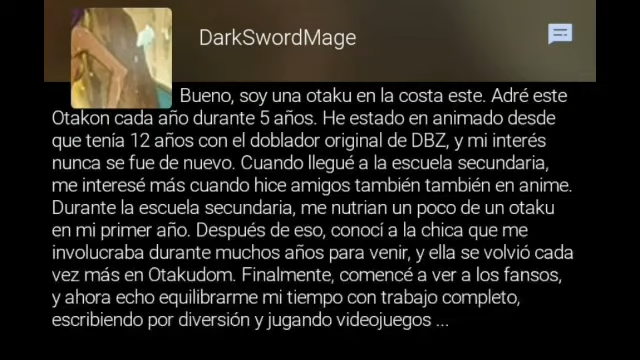 DarkSwordMage
Bueno, soy una otaku en la costa este. Adré este
Otakon cada año durante 5 años. He estado en animado desde
que tenía 12 años con el doblador original de DBZ, y mi interés
nunca se fue de nuevo. Cuando llegué a la escuela secundaria,
me interesé más cuando hice amigos también también en anime.
Durante la escuela secundaria, me nutrian un poco de un otaku
en mi primer año. Después de eso, conocí a la chica que me
involucraba durante muchos años para venir, y ella se volvió cada
vez más en Otakudom. Finalmente, comencé a ver a los fansos,
y ahora echo equilibrarme mi tiempo con trabajo completo,
escribiendo por diversión y jugando videojuegos ...